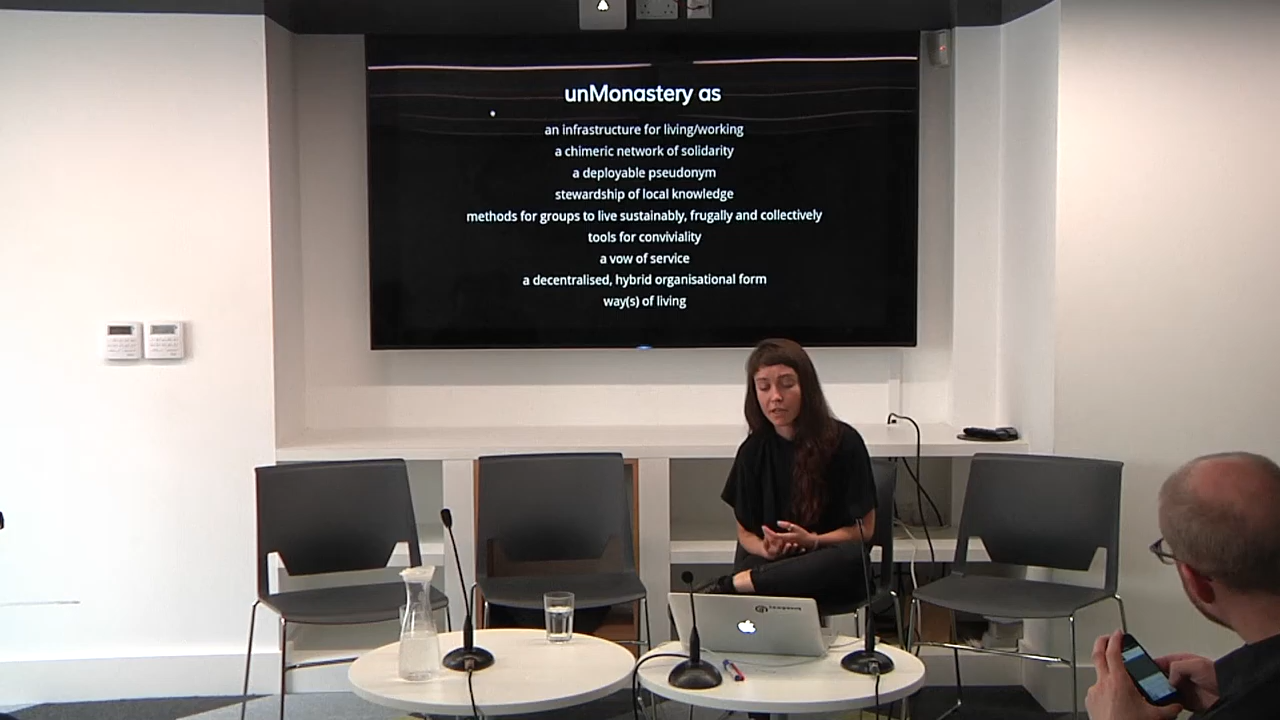 unMonastery as
an infrastructure for living/working
a chimeric network of solidarity
a deployable pseudonym
stewardship of local knowledge
methods for groups to live sustainably, frugally and collectively
tools for conviviality
a vow of service
a decentralised, hybrid organisational form
way(s) of living